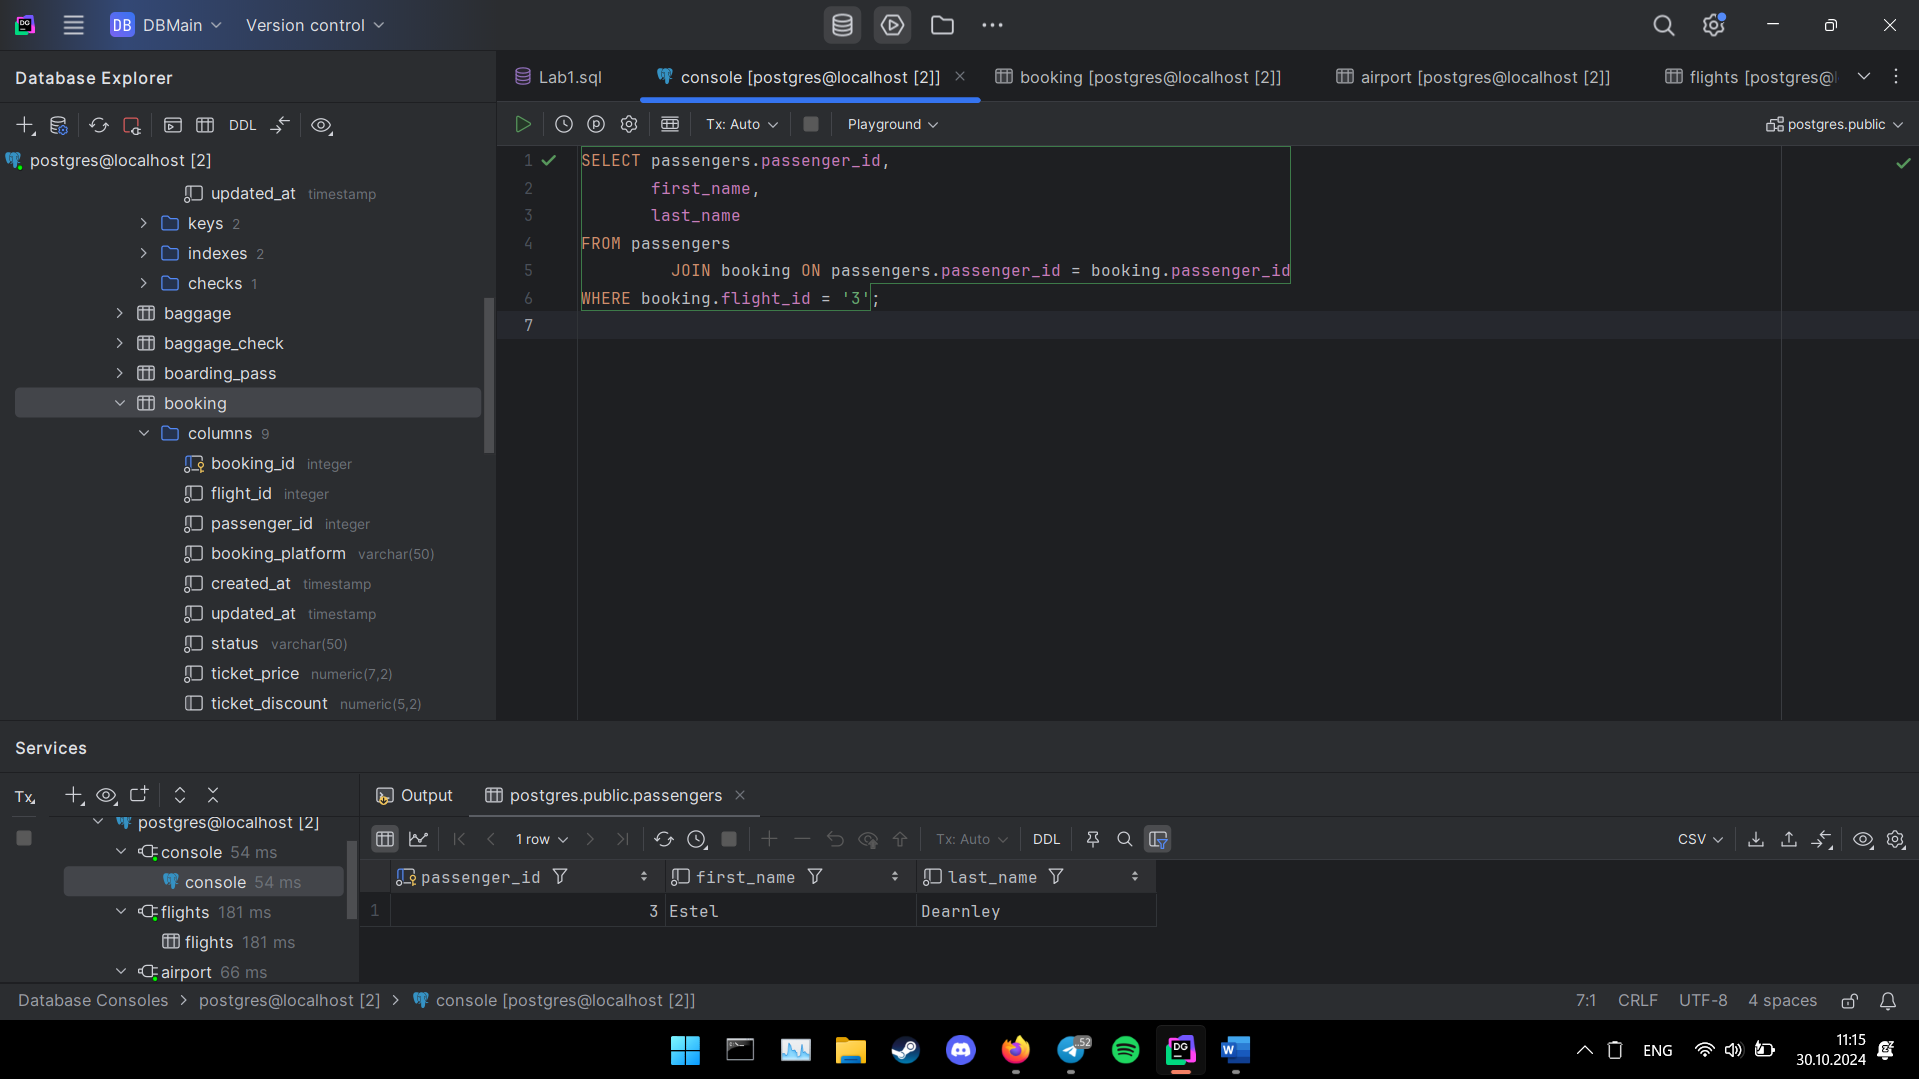 DB DBMain Version control
Database Explorer
Lab1.sql console [postgres@localhost [2]] booking [postgres@localhost [2]] airport [postgres@localhost [2]] flights [postgres@l
DDL
Tx: Auto Playground postgres.public
postgres@localhost [2]
updated_at timestamp
keys 2
indexes 2
checks 1
baggage
baggage_check
boarding_pass
booking
columns 9
booking_id integer
flight_id integer
passenger_id integer
booking_platform varchar(50)
created_at timestamp
updated_at timestamp
status varchar(50)
ticket_price numeric(7,2)
ticket_discount numeric(5,2)
1 SELECT passengers.passenger_id,
2 first_name,
3 last_name
4 FROM passengers
5 JOIN booking ON passengers.passenger_id = booking.passenger_id
6 WHERE booking.flight_id = '3';
7
Services
Tx
postgres@localhost [2]
console 54 ms
console 54 ms
flights 181 ms
flights 181 ms
airport 66 ms
Output postgres.public.passengers
1 row Tx: Auto DDL CSV
passenger_id first_name last_name
1 3 Estel Dearnley
Database Consoles > postgres@localhost [2] > console [postgres@localhost [2]]
7:1 CRLF UTF-8 4 spaces
DG
52
DG
W
ENG
11:15
30.10.2024